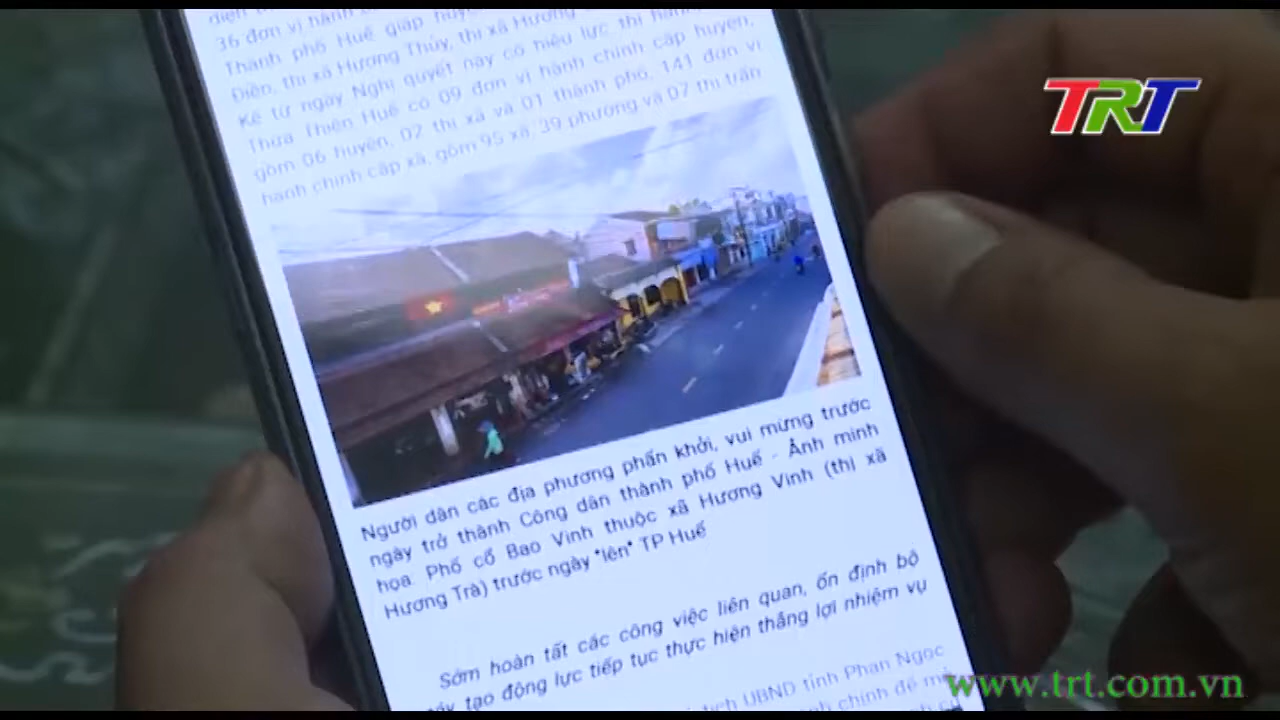 36 đơn vị hành
Thành phố Huế giáp huyện
Điền, thị xã Hương Thủy, thị xã Hương
Kể từ ngày Nghị quyết này có hiệu lực thi hành,
Thừa Thiên Huế có 09 đơn vị hành chính cấp huyện,
gồm 06 huyện, 02 thị xã và 01 thành phố, 141 đơn vị
hành chính cấp xã, gồm 95 xã, 39 phường và 07 thị trấn
TRT
Người dân các địa phương phấn khởi, vui mừng trước
ngày trở thành Công dân thành phố Huế - Ảnh minh
họa: Phố cổ Bao Vinh thuộc xã Hương Vinh (thị xã
Hương Trà) trước ngày "lên" TP Huế
Sớm hoàn tất các công việc liên quan, ổn định bộ
máy tạo động lực tiếp tục thực hiện thắng lợi nhiệm vụ
tịch UBND tỉnh Phan Ngọc
www.trt.com.vn